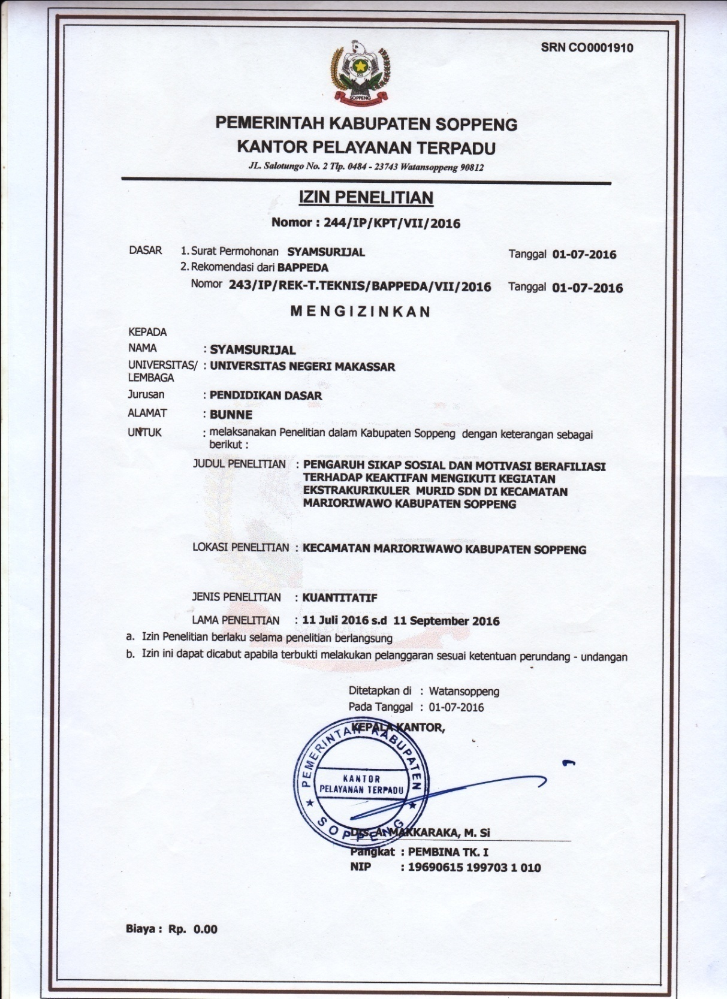 SRN CO0001910
SOPPENG
PEMERINTAH KABUPATEN SOPPENG
KANTOR PELAYANAN TERPADU
JL. Salotungo No. 2 Tlp. 0484 - 23743 Watansoppeng 90812
IZIN PENELITIAN
Nomor : 244/IP/KPT/VII/2016
DASAR 1. Surat Permohonan SYAMSURIJAL Tanggal 01-07-2016
2. Rekomendasi dari BAPPEDA
Nomor 243/IP/REK-T.TEKNIS/BAPPEDA/VII/2016 Tanggal 01-07-2016
MENGIZINKAN
KEPADA
NAMA : SYAMSURIJAL
UNIVERSITAS/ : UNIVERSITAS NEGERI MAKASSAR
LEMBAGA
Jurusan : PENDIDIKAN DASAR
ALAMAT : BUNNE
UNTUK : melaksanakan Penelitian dalam Kabupaten Soppeng dengan keterangan sebagai
berikut :
JUDUL PENELITIAN : PENGARUH SIKAP SOSIAL DAN MOTIVASI BERAFILIASI
TERHADAP KEAKTIFAN MENGIKUTI KEGIATAN
EKSTRAKURIKULER MURID SDN DI KECAMATAN
MARIORIWAWO KABUPATEN SOPPENG
LOKASI PENELITIAN : KECAMATAN MARIORIWAWO KABUPATEN SOPPENG
JENIS PENELITIAN : KUANTITATIF
LAMA PENELITIAN : 11 Juli 2016 s.d 11 September 2016
a. Izin Penelitian berlaku selama penelitian berlangsung
b. Izin ini dapat dicabut apabila terbukti melakukan pelanggaran sesuai ketentuan perundang - undangan
Ditetapkan di : Watansoppeng
Pada Tanggal : 01-07-2016
KEPALA KANTOR,
PEMERINTAH KABUPATEN
KANTOR
PELAYANAN TERPADU
SOPPENG
Drs. A. MAKKARAKA, M. Si
Pangkat : PEMBINA TK. I
NIP : 19690615 199703 1 010
Biaya : Rp. 0.00